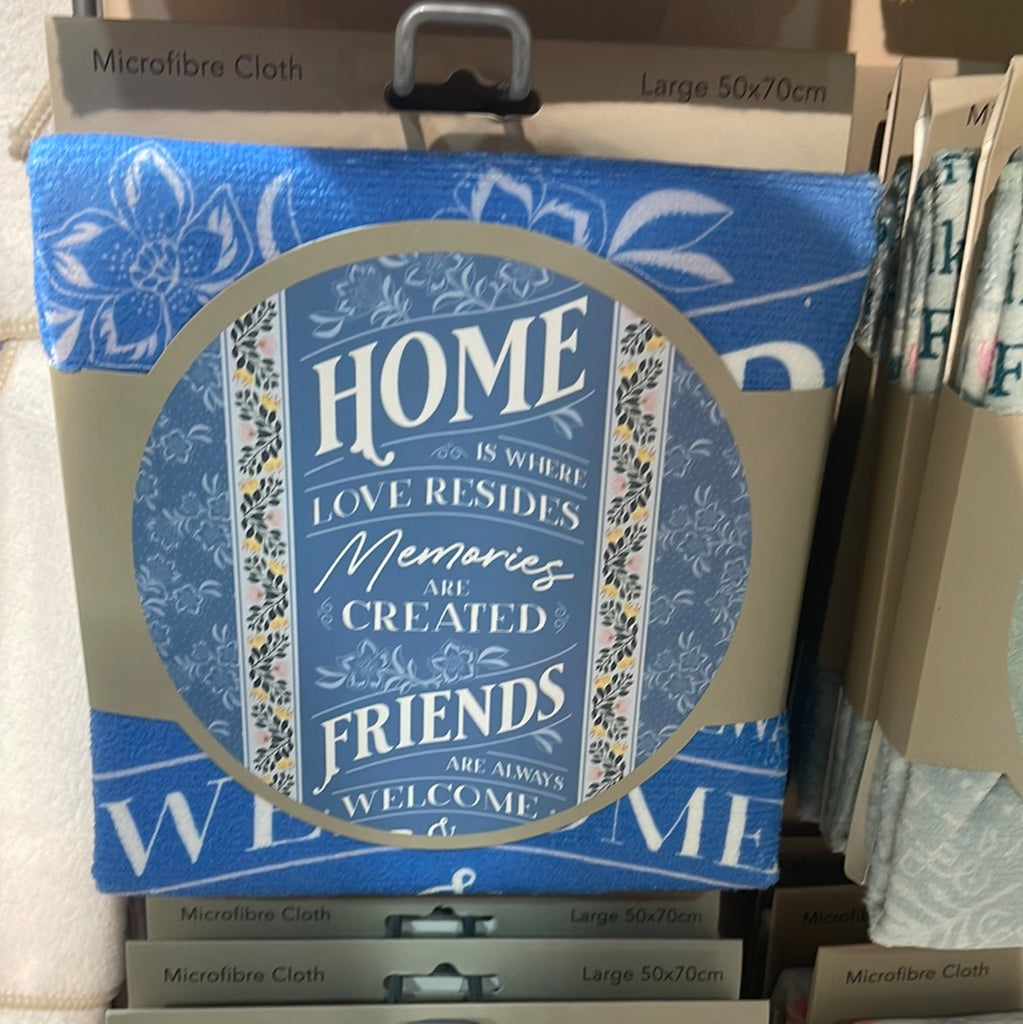 Microfibre Cloth
Large 50x70cm
HOME
IS WHERE
LOVE RESIDES
Memories
ARE
CREATED
FRIENDS
ARE ALWAYS
WELCOME
&
Microfibre Cloth
Large 50x70cm
Microfibre Cloth
Large 50x70cm
Microfibre Cloth